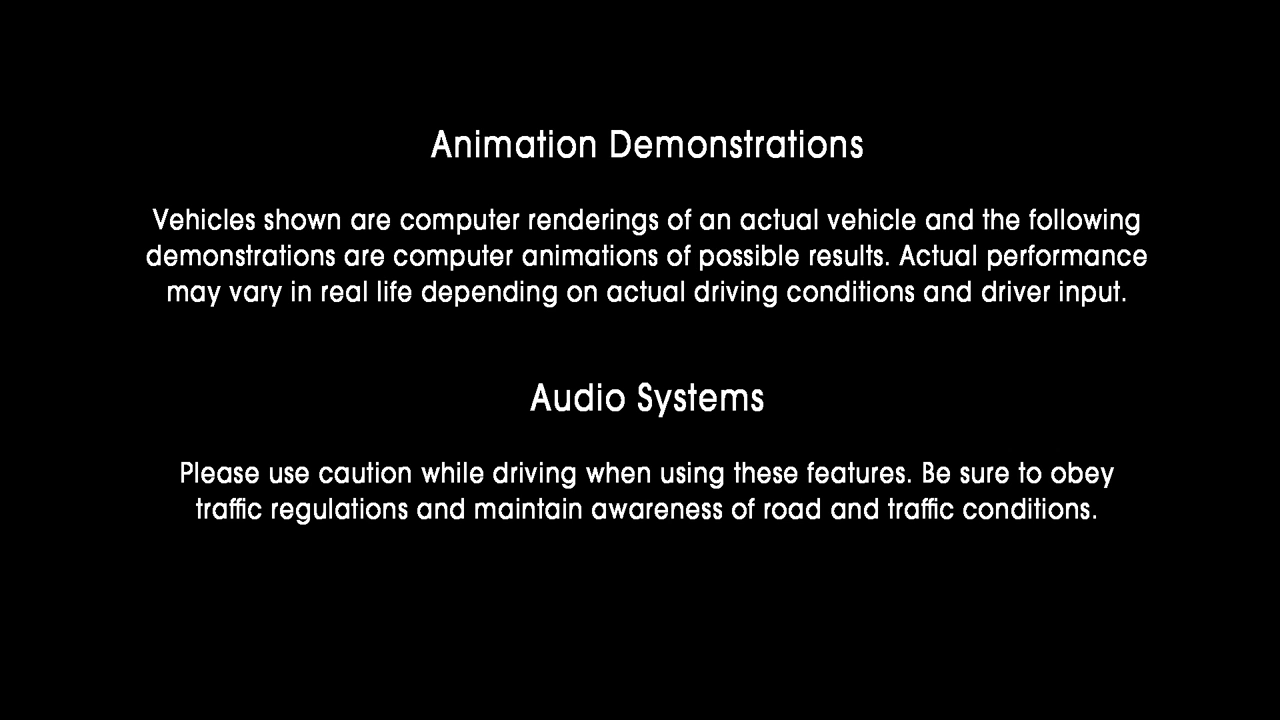 Animation Demonstrations
Vehicles shown are computer renderings of an actual vehicle and the following
demonstrations are computer animations of possible results. Actual performance
may vary in real life depending on actual driving conditions and driver input.
Audio Systems
Please use caution while driving when using these features. Be sure to obey
traffic regulations and maintain awareness of road and traffic conditions.